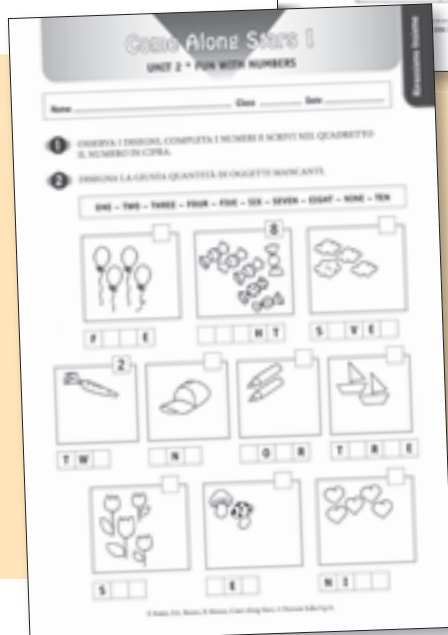 Come Along Stars 1
UNIT 2 * FUN WITH NUMBERS
Name Class Date
1 OSSERVA I DISEGNI, COMPLETA I NUMERI E SCRIVI NEL QUADRETTO
IL NUMERO IN CIFRA.
2 DISEGNA LA GIUSTA QUANTITÀ DI OGGETTI MANCANTI.
ONE – TWO – THREE – FOUR – FIVE – SIX – SEVEN – EIGHT – NINE – TEN
8
F E
H T
S V E
2
T W
N
O R
T R E
S
E
N I